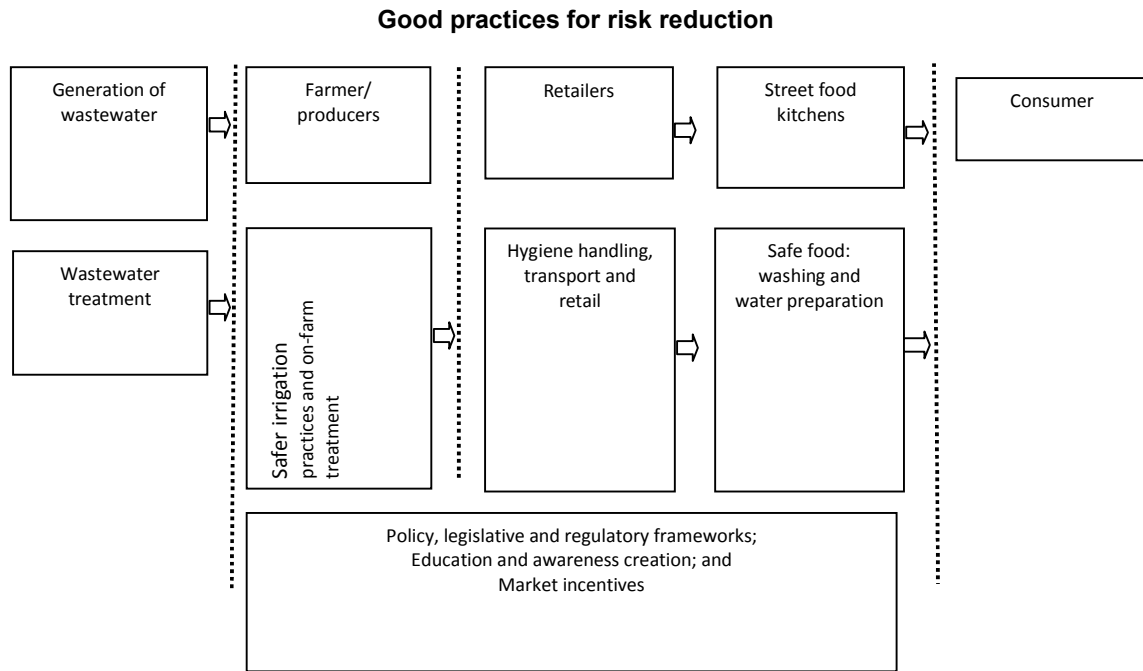 Good practices for risk reduction
Generation of
wastewater
Farmer/
producers
Retailers
Street food
kitchens
Consumer
Wastewater
treatment
Safer irrigation
practices and on-farm
treatment
Hygiene handling,
transport and
retail
Safe food:
washing and
water preparation
Policy, legislative and regulatory frameworks;
Education and awareness creation; and
Market incentives